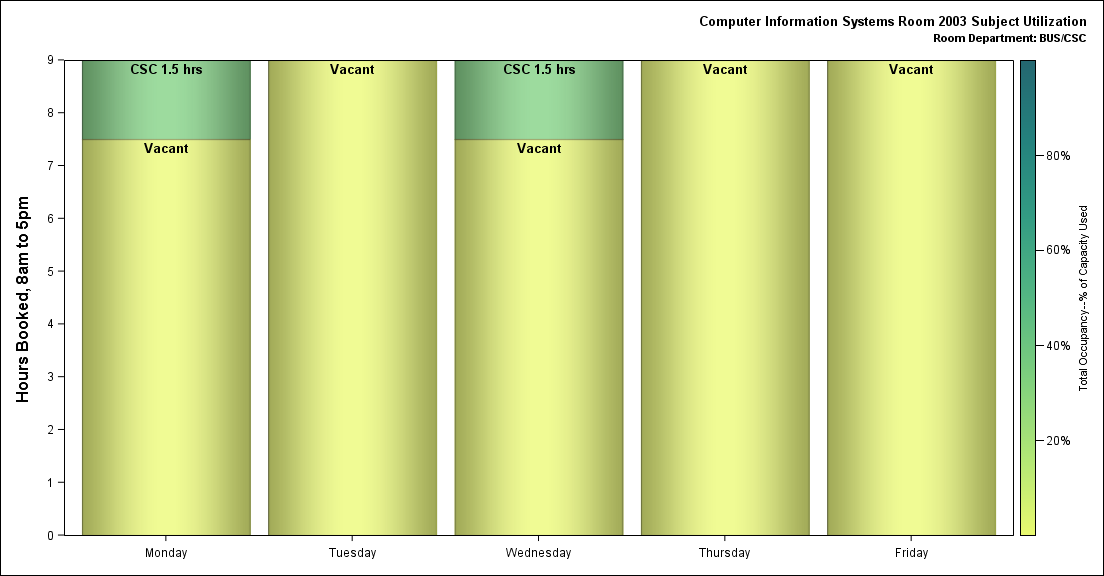 Computer Information Systems Room 2003 Subject Utilization
Room Department: BUS/CSC
Hours Booked, 8am to 5pm
9
8
7
6
5
4
3
2
1
0
CSC 1.5 hrs
Vacant
Vacant
CSC 1.5 hrs
Vacant
Vacant
Vacant
Monday
Tuesday
Wednesday
Thursday
Friday
80%
60%
40%
20%
Total Occupancy--% of Capacity Used